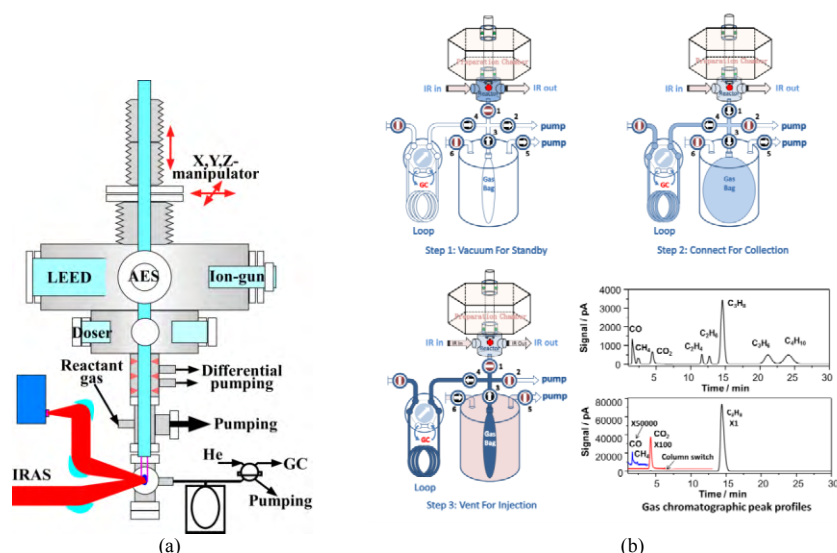 X,Y,Z-
manipulator
LEED
AES
Ion-gun
Doser
Reactant
gas
Differential
pumping
Pumping
He
GC
IRAS
Pumping
(a)
Preparation Chamber
IR in
IR out
1
4
2
pump
3
pump
6
5
GC
Gas
Bag
Loop
Step 1: Vacuum For Standby
Preparation Chamber
IR in
IR out
1
4
2
pump
3
pump
6
5
GC
Gas
Bag
Loop
Step 2: Connect For Collection
Preparation Chamber
IR in
IR out
1
4
2
pump
3
pump
6
5
GC
Gas
Bag
Loop
Step 3: Vent For Injection
Signal / pA
4000
3000
2000
1000
0
CO
CH₄
CO₂
C₂H₆
C₃H₆
C₃H₈
C₄H₁₀
5 10 15 20 25 30
Time / min
Signal / pA
80000
60000
40000
20000
0
X50000
CO
CH₄
CO₂
X100
Column switch
X1
5 10 15 20 25 30
Time / min
Gas chromatographic peak profiles
(b)